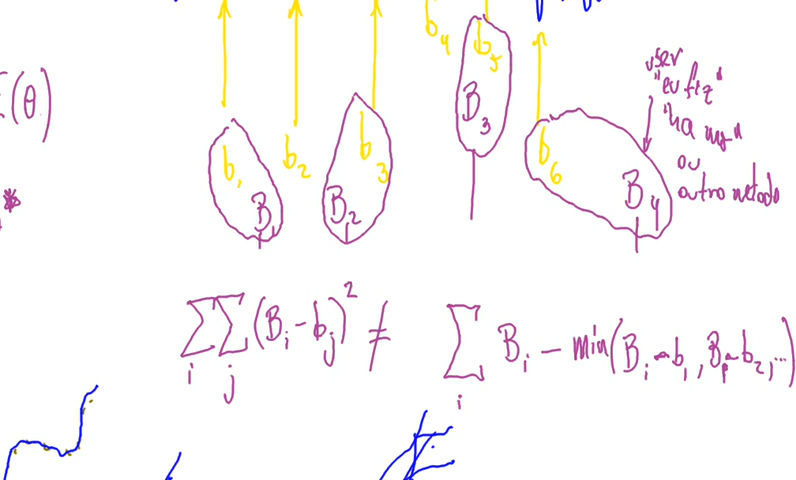 b₄ b₅
E(θ)
B₃
user
"eu fiz"
ou
outro metodo
b₁ b₂ b₃ b₆
B₁ B₂ B₄
*
∑ᵢ ∑ⱼ (Bᵢ - bⱼ)² ≠ ∑ᵢ Bᵢ - min(Bᵢ - b₁, Bᵢ - b₂, ...)